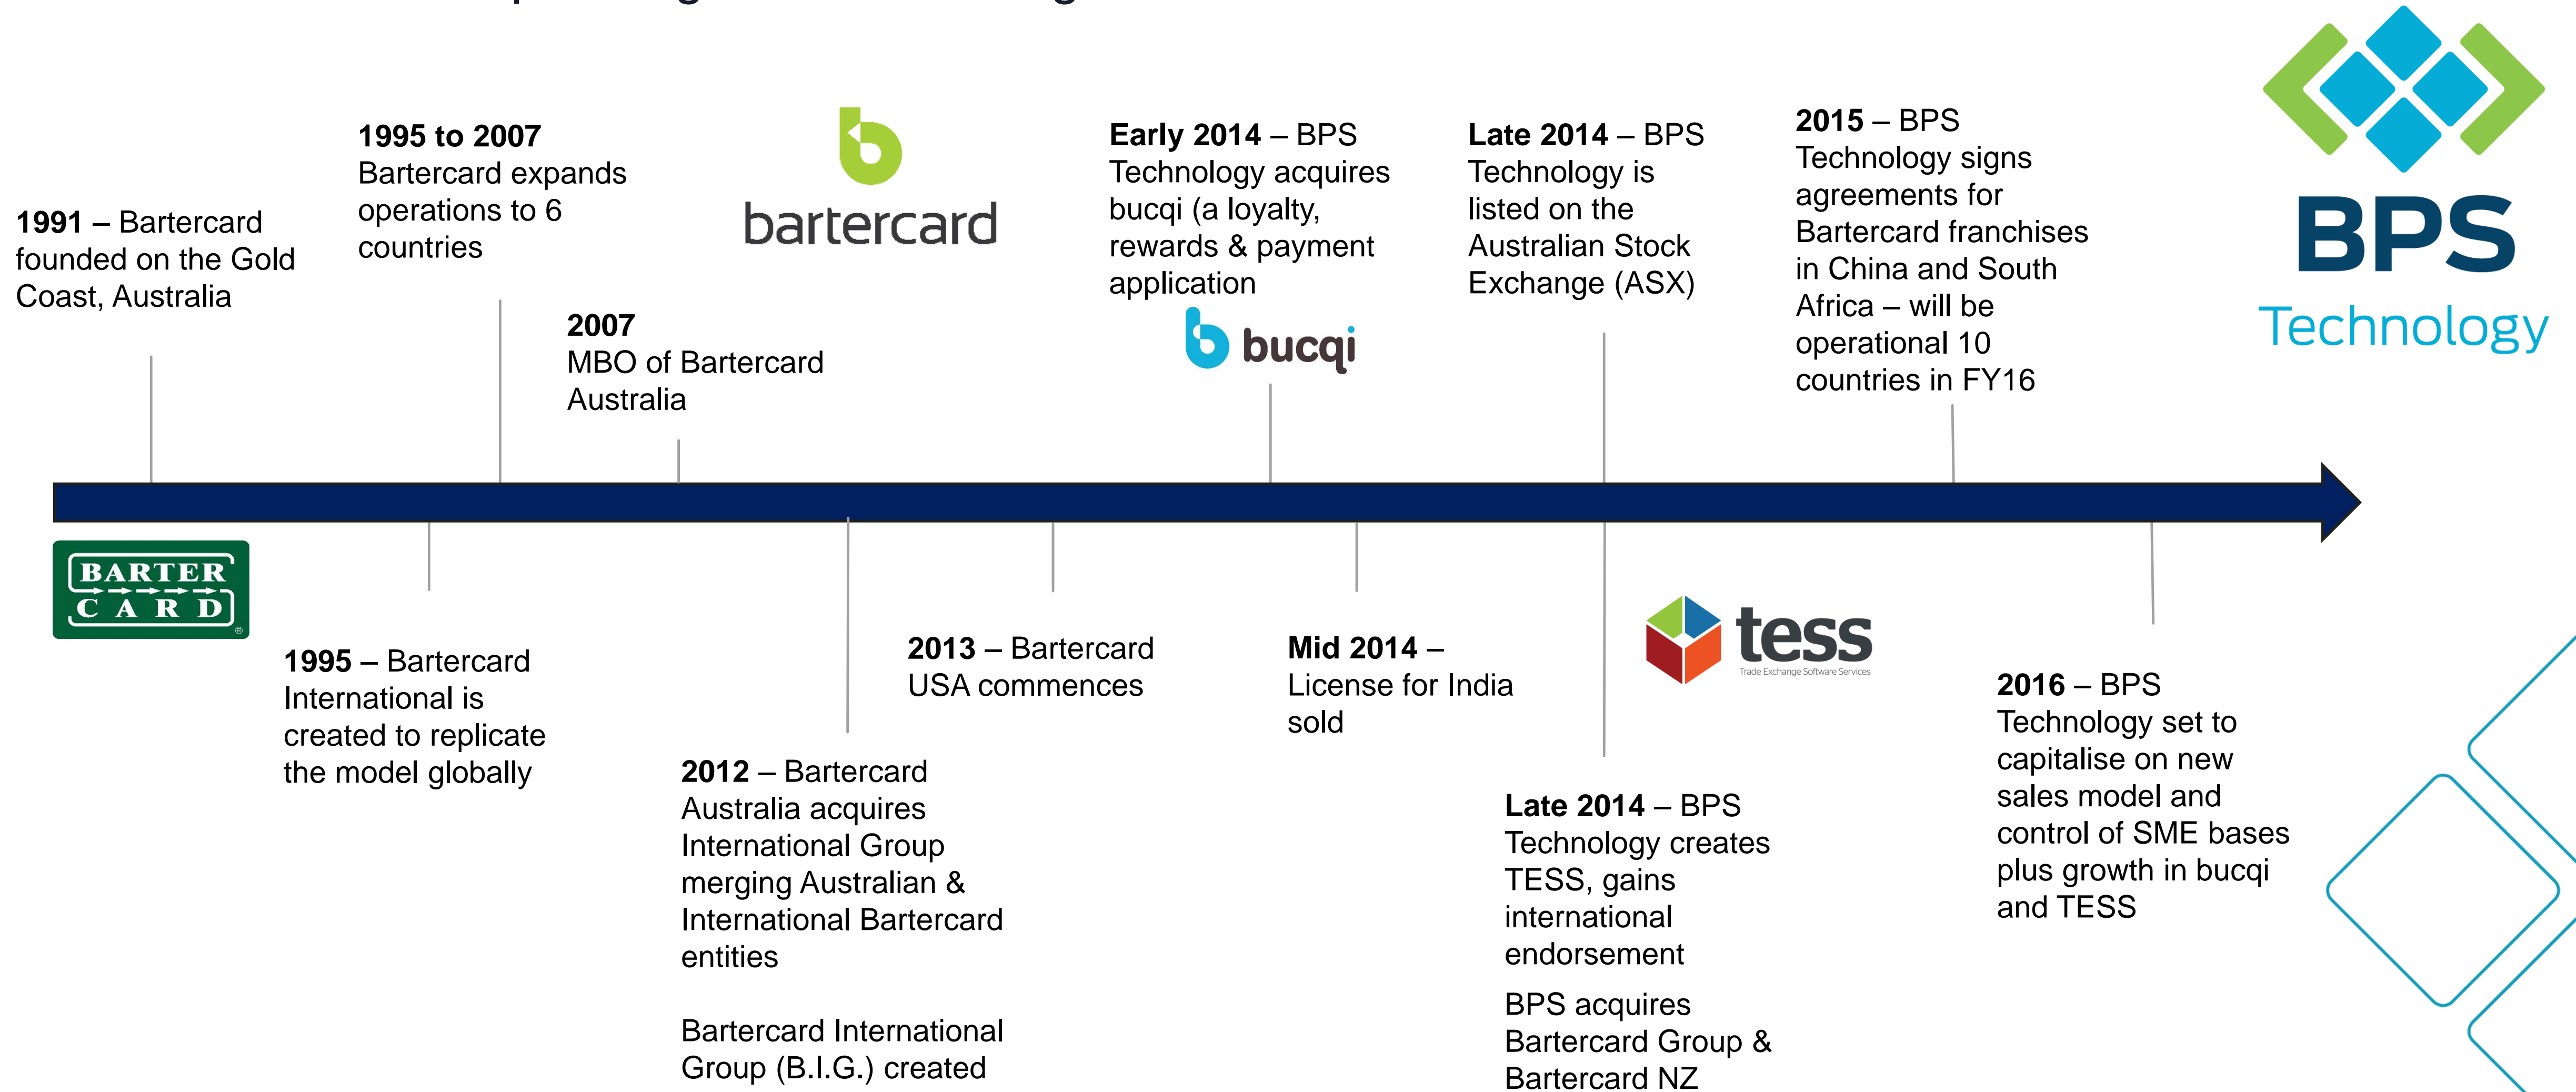 1991 – Bartercard
founded on the Gold
Coast, Australia
1995 to 2007
Bartercard expands
operations to 6
countries
2007
MBO of Bartercard
Australia
bartercard
Early 2014 – BPS
Technology acquires
bucqi (a loyalty,
rewards & payment
application
bucqi
Late 2014 – BPS
Technology is
listed on the
Australian Stock
Exchange (ASX)
2015 – BPS
Technology signs
agreements for
Bartercard franchises
in China and South
Africa – will be
operational 10
countries in FY16
BPS
Technology
BARTER
CARD
®
1995 – Bartercard
International is
created to replicate
the model globally
2012 – Bartercard
Australia acquires
International Group
merging Australian &
International Bartercard
entities
Bartercard International
Group (B.I.G.) created
2013 – Bartercard
USA commences
Mid 2014 –
License for India
sold
tess
Trade Exchange Software Services
Late 2014 – BPS
Technology creates
TESS, gains
international
endorsement
BPS acquires
Bartercard Group &
Bartercard NZ
2016 – BPS
Technology set to
capitalise on new
sales model and
control of SME bases
plus growth in bucqi
and TESS